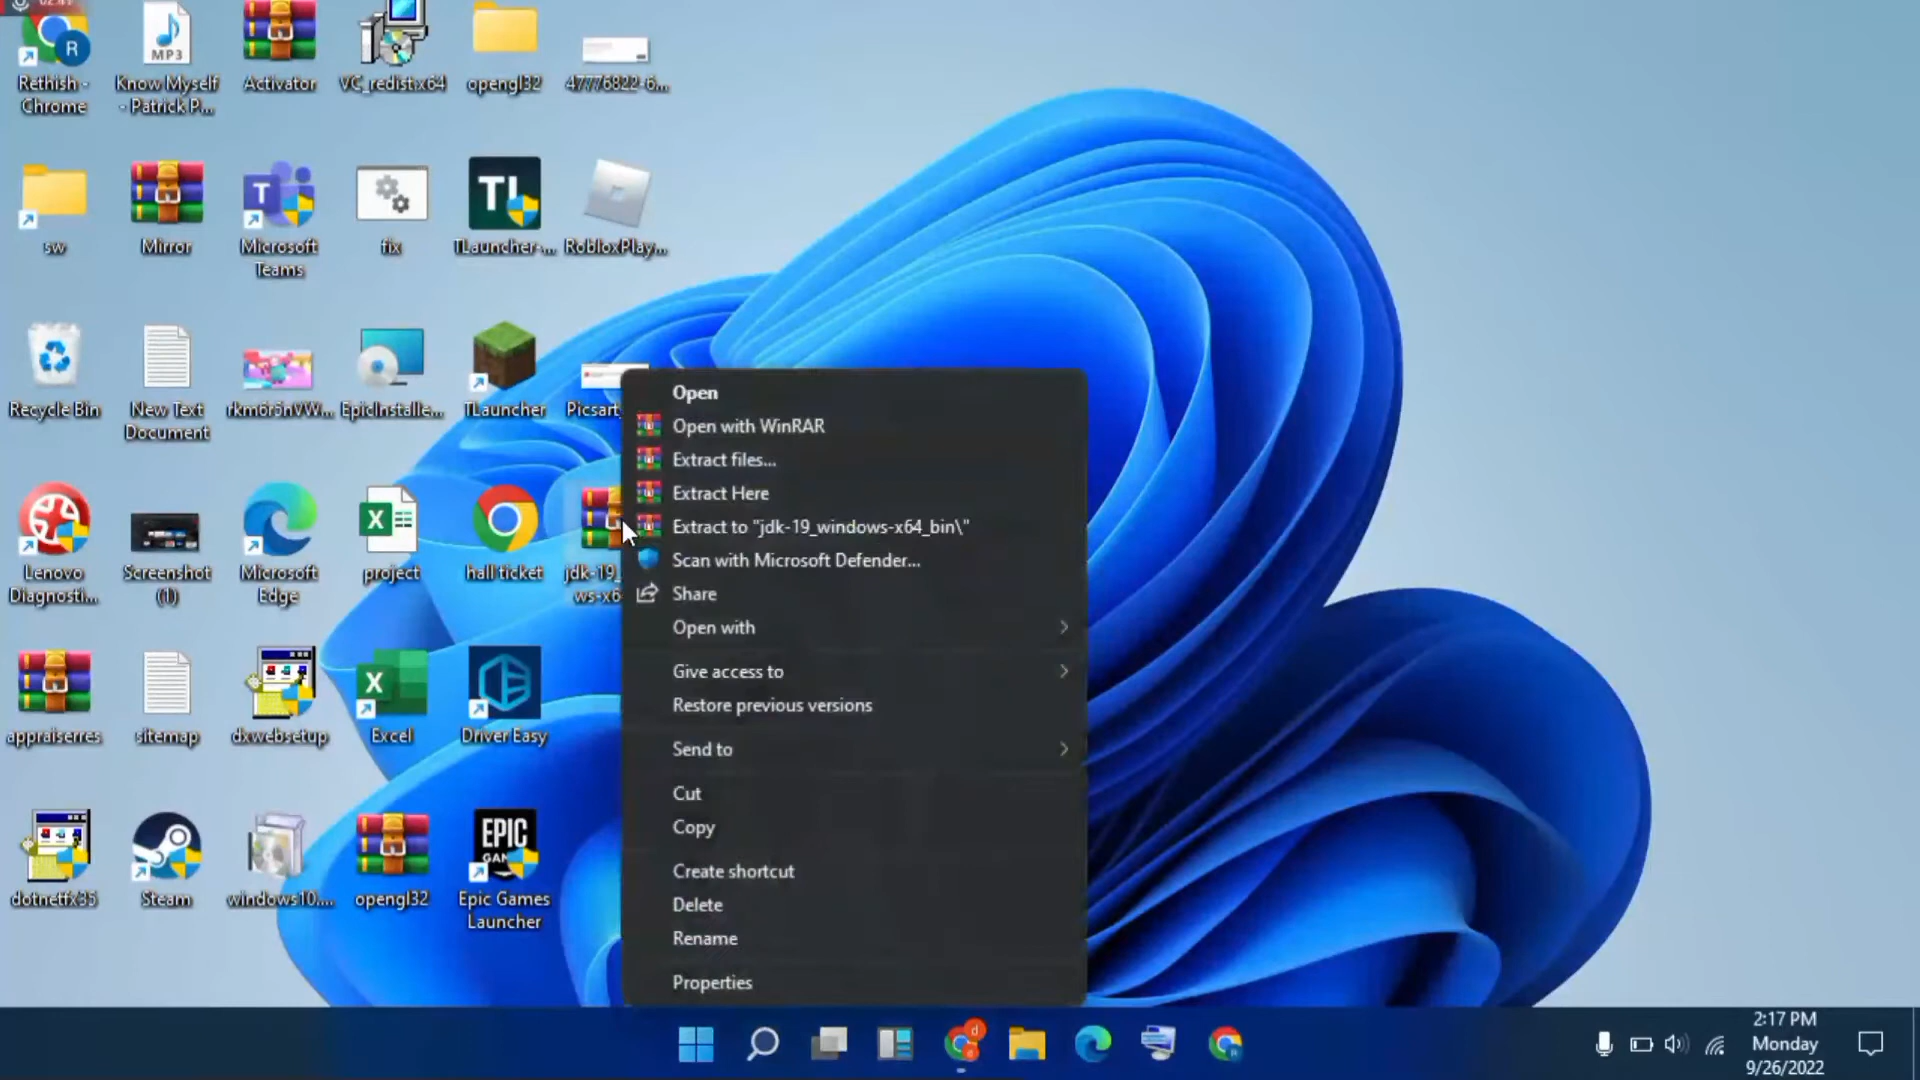 Rethish -
Chrome
Know Myself
- Patrick P...
MP3
Activator
VC_redist.x64
opengl32
47776822-6...
sw
Mirror
Microsoft
Teams
fix
TL
TLauncher-...
RobloxPlay...
Recycle Bin
New Text
Document
rkm6r5nVW...
EpicInstalle...
TLauncher
Picsart
Lenovo
Diagnosti...
Screenshot
(1)
Microsoft
Edge
project
hall ticket
jdk-19_
ws-x6
appraiserres
sitemap
dxwebsetup
Excel
Driver Easy
dotnetfx35
Steam
windows10....
opengl32
EPIC
Epic Games
Launcher
Open
Open with WinRAR
Extract files...
Extract Here
Extract to "jdk-19_windows-x64_bin\"
Scan with Microsoft Defender...
Share
Open with
Give access to
Restore previous versions
Send to
Cut
Copy
Create shortcut
Delete
Rename
Properties
2:17 PM
Monday
9/26/2022